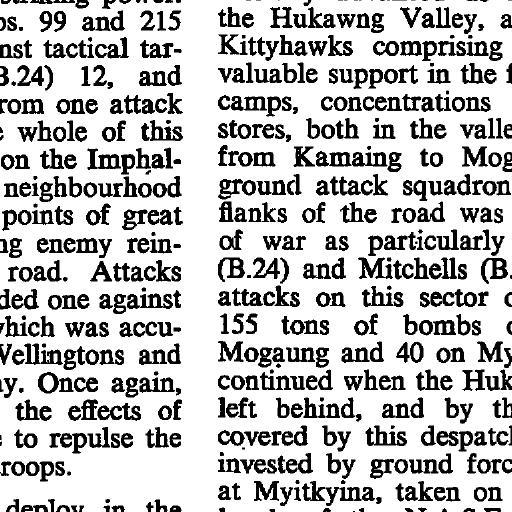 ps. 99 and 215
nst tactical tar-
B.24) 12, and
rom one attack
whole of this
on the Imphal-
neighbourhood
points of great
ng enemy rein-
road. Attacks
ded one against
which was accu-
Wellingtons and
ay. Once again,
the effects of
to repulse the
roops.
deploy in the
the Hukawng Valley, a
Kittyhawks comprising
valuable support in the f
camps, concentrations
stores, both in the valle
from Kamaing to Mog
ground attack squadron
flanks of the road was
of war as particularly
(B.24) and Mitchells (B.
attacks on this sector o
155 tons of bombs o
Mogaung and 40 on My
continued when the Huk
left behind, and by th
covered by this despatch
invested by ground forc
at Myitkyina, taken on